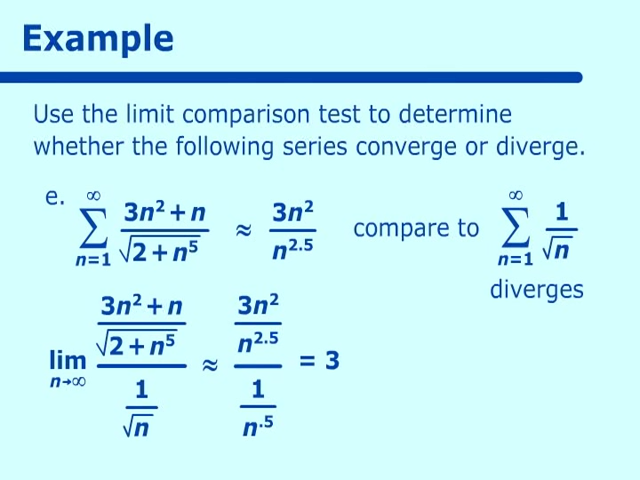 Example
Use the limit comparison test to determine
whether the following series converge or diverge.
e. ∑_{n=1}^{∞} (3n²+n)/√(2+n⁵) ≈ 3n²/n^{2.5} compare to ∑_{n=1}^{∞} 1/√n
diverges
lim_{n→∞} ((3n²+n)/√(2+n⁵))/(1/√n) ≈ (3n²/n^{2.5})/(1/n^{.5}) = 3